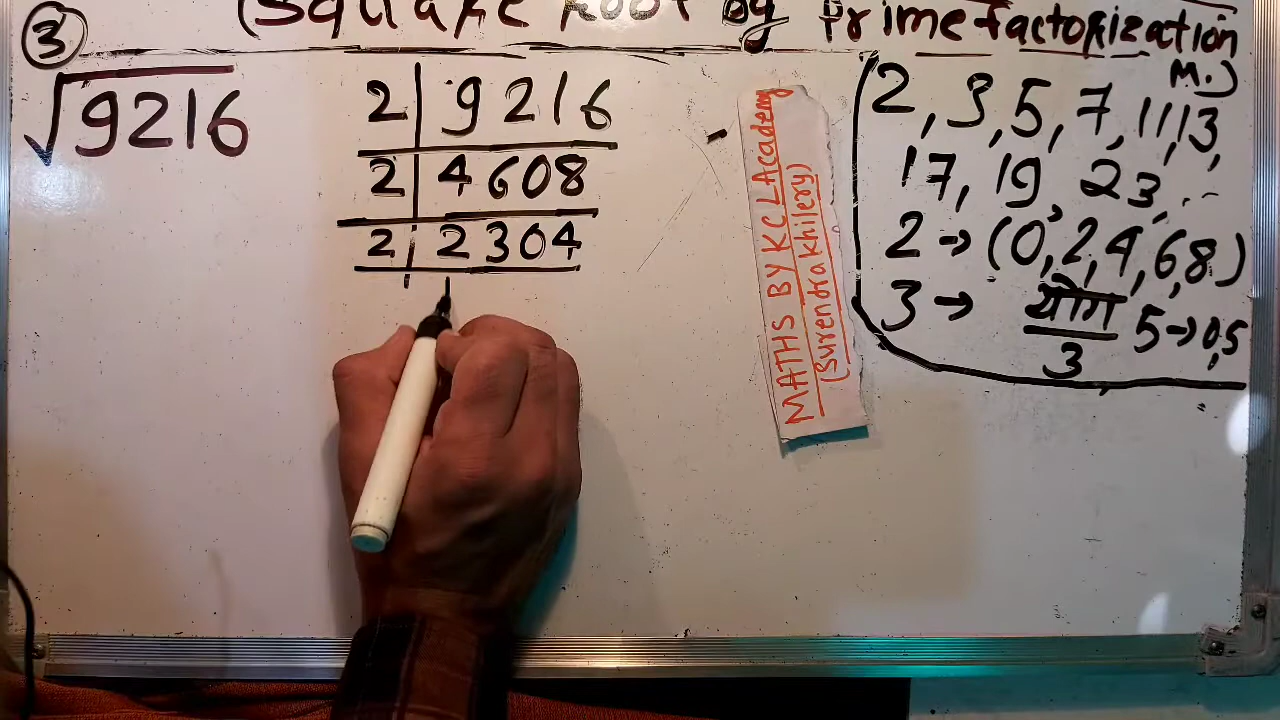 (Square Root By Prime Factorization M.)
③
√9216
2 | 9216
2 | 4608
2 | 2304
MATHS BY KCL Academy
(Surendra khilery)
2, 3, 5, 7, 11, 13,
17, 19, 23, ...
2 → (0, 2, 4, 6, 8)
3 → योग/3 5 → 0,5